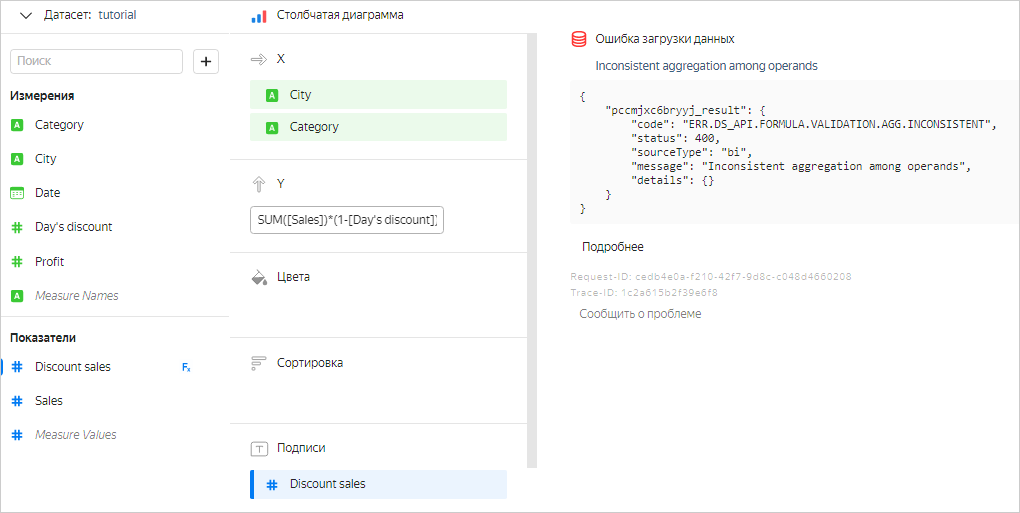 Датасет: tutorial
Поиск
+
Измерения
A Category
A City
Date
# Day's discount
# Profit
A Measure Names
Показатели
# Discount sales Fx
# Sales
# Measure Values
Столбчатая диаграмма
X
A City
A Category
Y
SUM([Sales])*(1-[Day's discount])
Цвета
Сортировка
T Подписи
# Discount sales
Ошибка загрузки данных
Inconsistent aggregation among operands
{
"pccmjxc6bryyj_result": {
"code": "ERR.DS_API.FORMULA.VALIDATION.AGG.INCONSISTENT",
"status": 400,
"sourceType": "bi",
"message": "Inconsistent aggregation among operands",
"details": {}
}
}
Подробнее
Request-ID: cedb4e0a-f210-42f7-9d8c-c048d4660208
Trace-ID: 1c2a615b2f39e6f8
Сообщить о проблеме